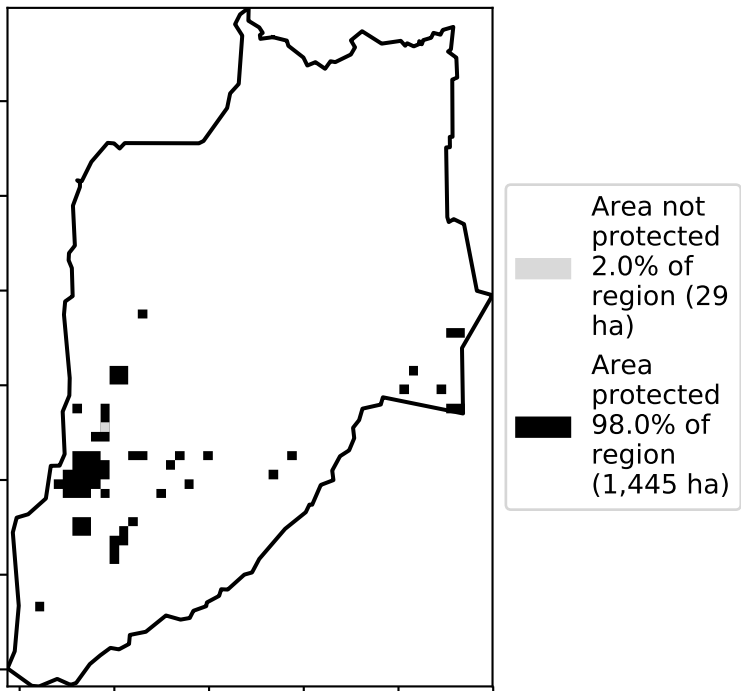 Area not
protected
2.0% of
region (29
ha)
Area
protected
98.0% of
region
(1,445 ha)